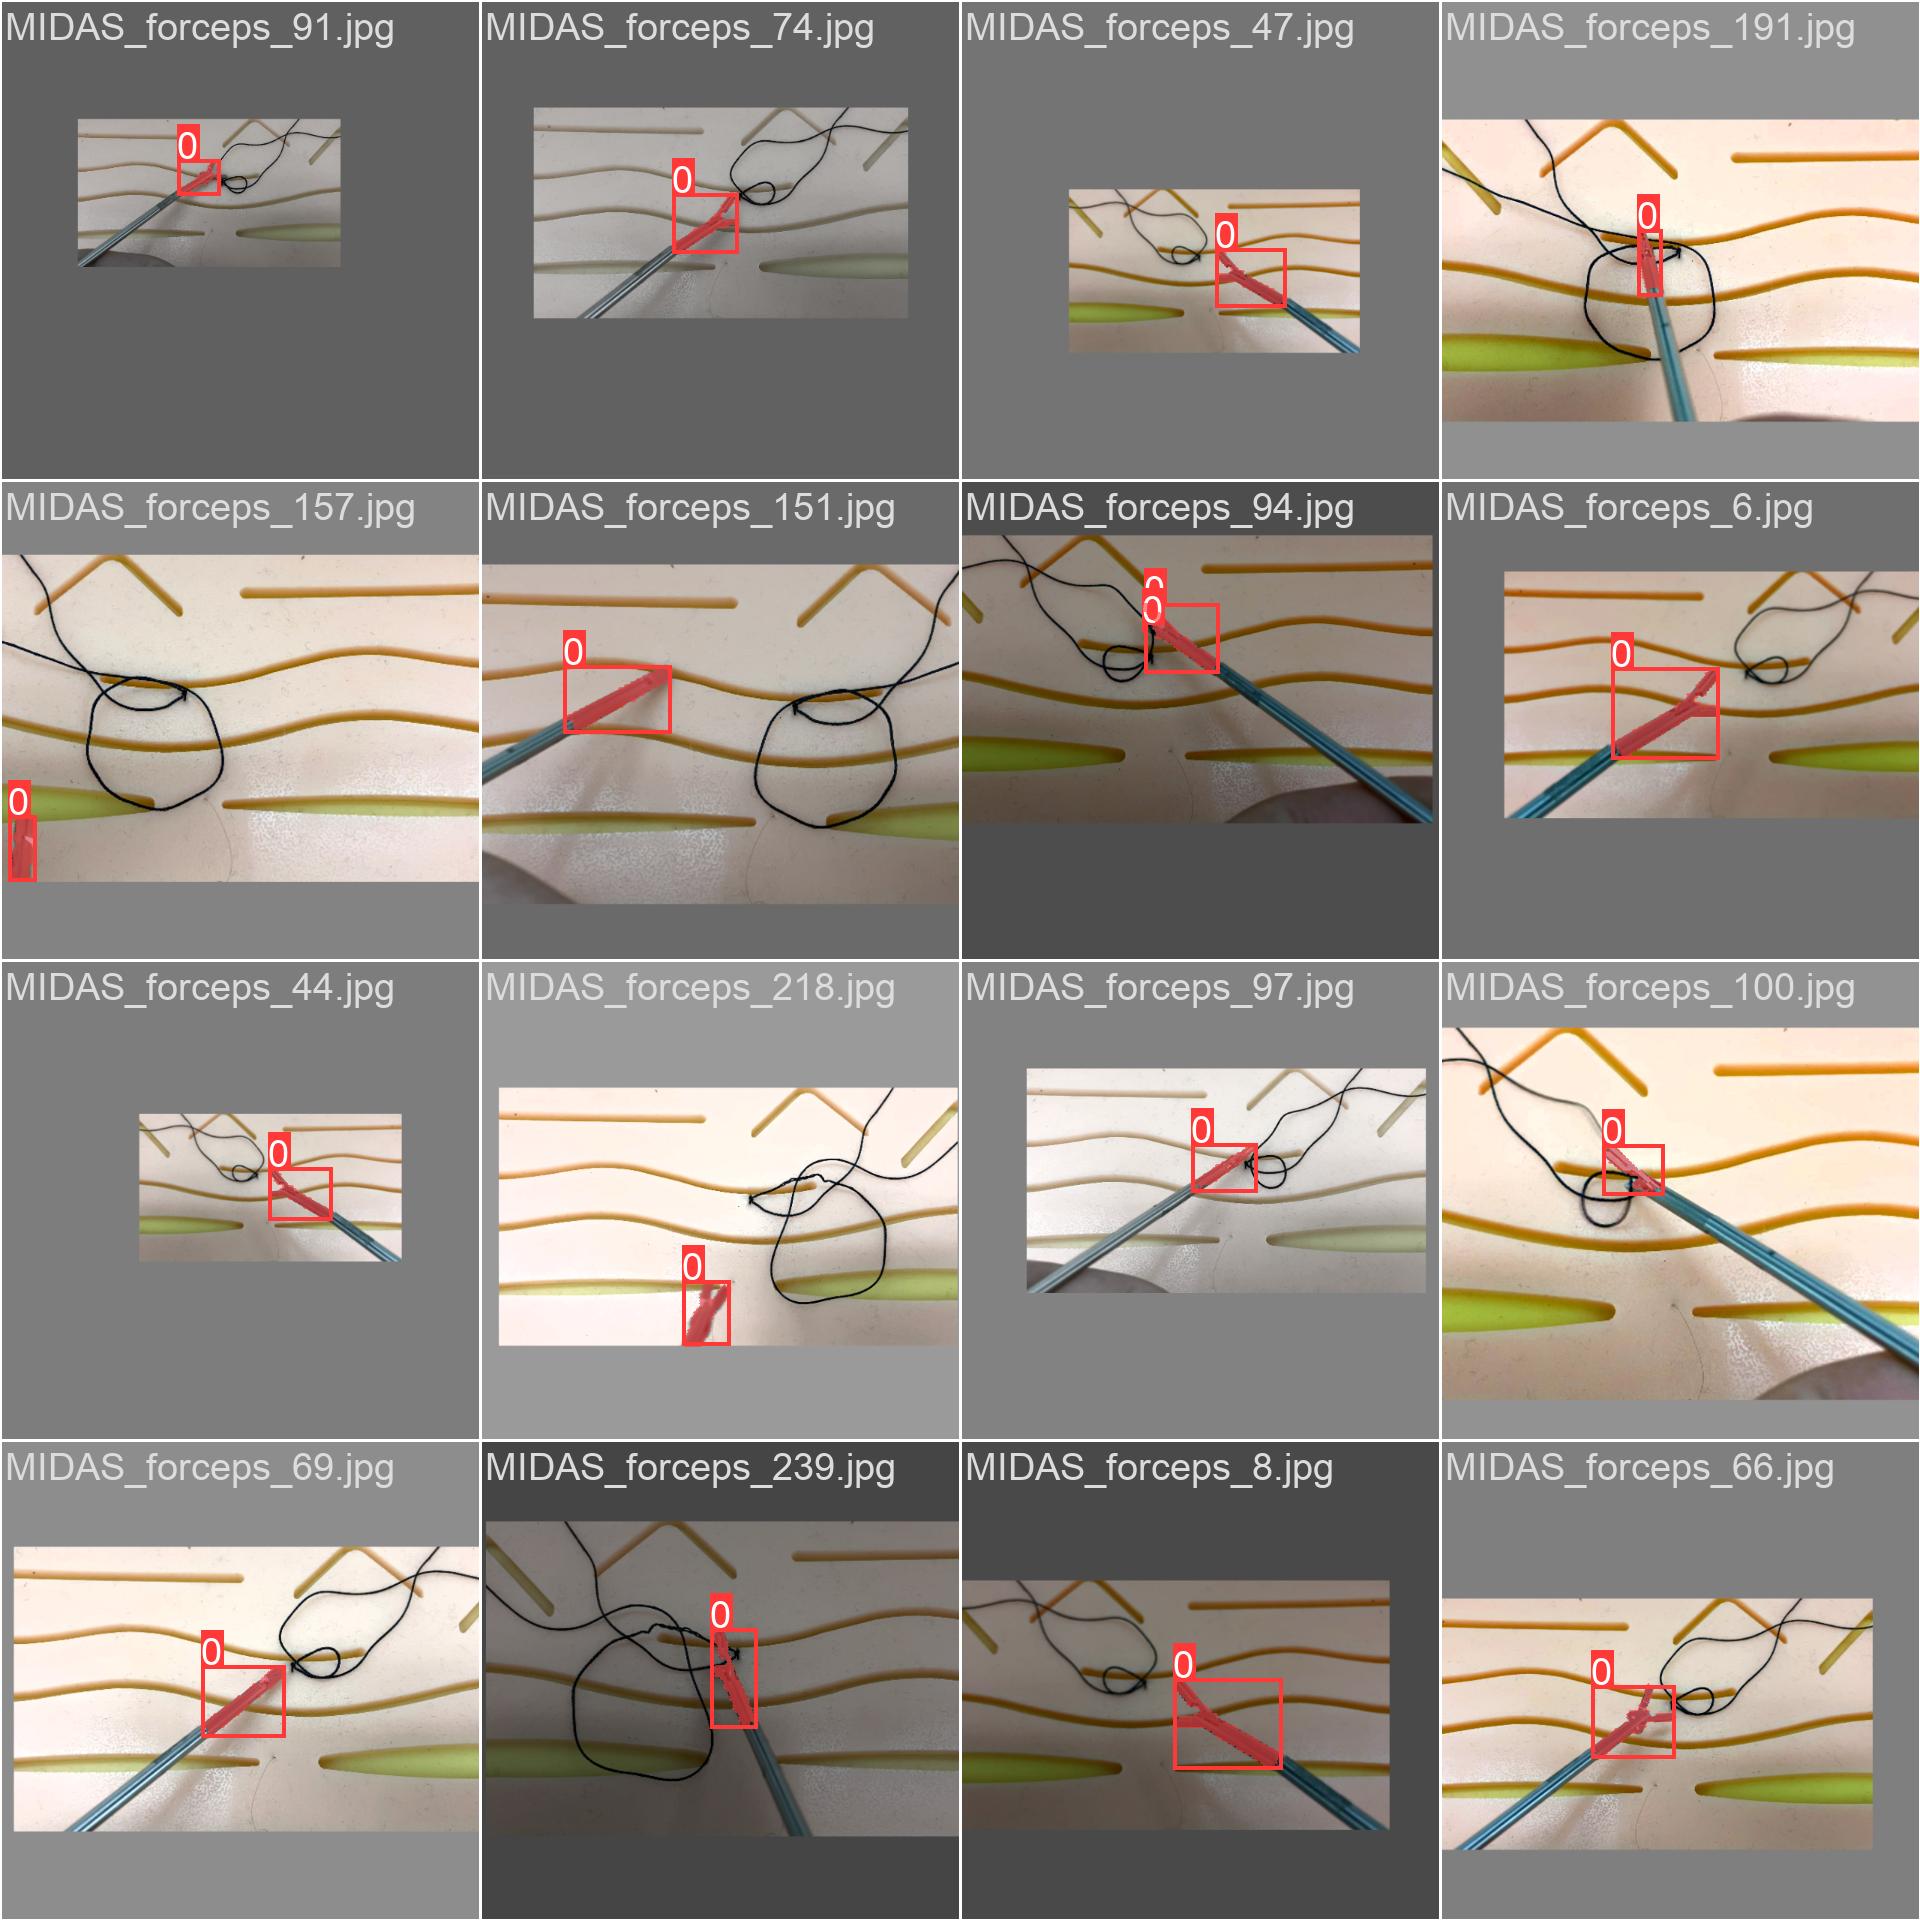 MIDAS_forceps_91.jpg
0
MIDAS_forceps_74.jpg
0
MIDAS_forceps_47.jpg
0
MIDAS_forceps_191.jpg
0
MIDAS_forceps_157.jpg
0
MIDAS_forceps_151.jpg
0
MIDAS_forceps_94.jpg
0
0
MIDAS_forceps_6.jpg
0
MIDAS_forceps_44.jpg
0
MIDAS_forceps_218.jpg
0
MIDAS_forceps_97.jpg
0
MIDAS_forceps_100.jpg
0
MIDAS_forceps_69.jpg
0
MIDAS_forceps_239.jpg
0
MIDAS_forceps_8.jpg
0
MIDAS_forceps_66.jpg
0